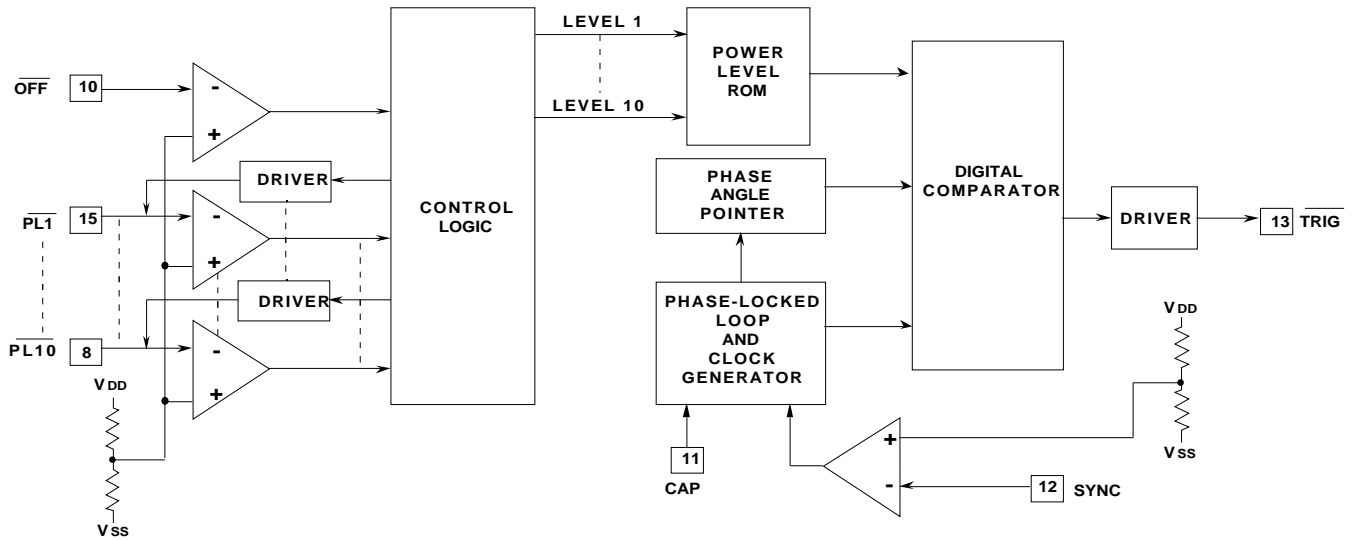 LEVEL 1
LEVEL 10
POWER
LEVEL
ROM
OFF
10
-
+
DRIVER
PL1
15
-
+
DRIVER
PL10
8
-
+
VDD
VSS
CONTROL
LOGIC
PHASE
ANGLE
POINTER
DIGITAL
COMPARATOR
DRIVER
13 TRIG
PHASE-LOCKED
LOOP
AND
CLOCK
GENERATOR
11
CAP
+
-
12 SYNC
VDD
VSS